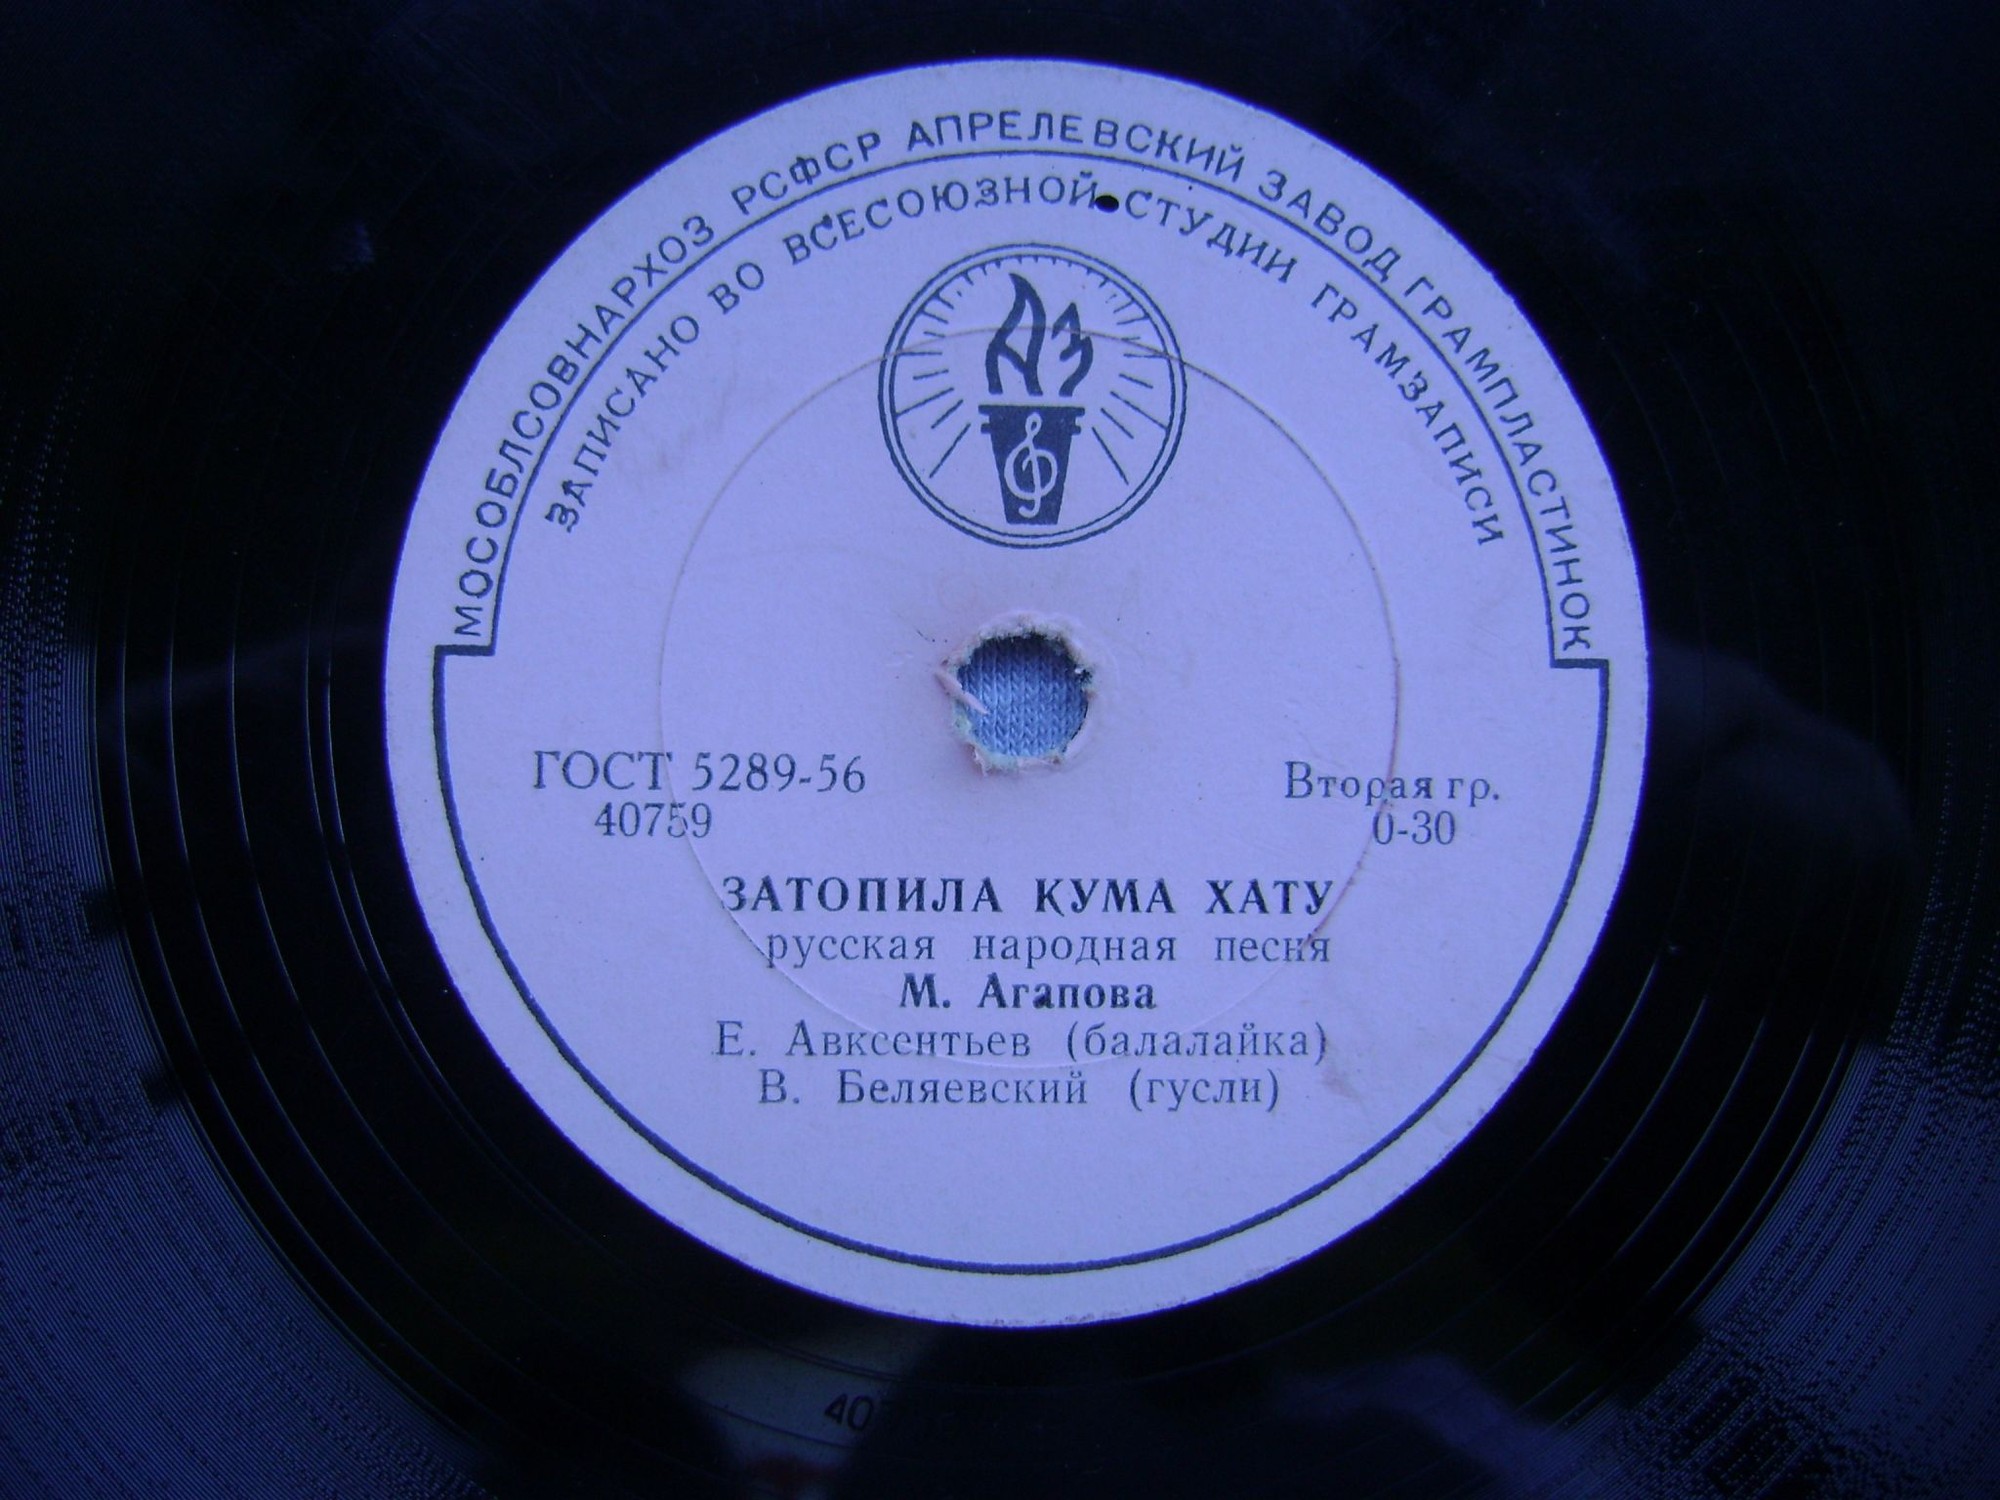 МОСОБЛСОВНАРХОЗ РСФСР АПРЕЛЕВСКИЙ ЗАВОД ГРАМПЛАСТИНОК
ЗАПИСАНО ВО ВСЕСОЮЗНОЙ СТУДИИ ГРАМЗАПИСИ
АЗ
ГОСТ 5289-56
40759
Вторая гр.
0-30
ЗАТОПИЛА КУМА ХАТУ
русская народная песня
М. Агапова
Е. Авксентьев (балалайка)
В. Беляевский (гусли)